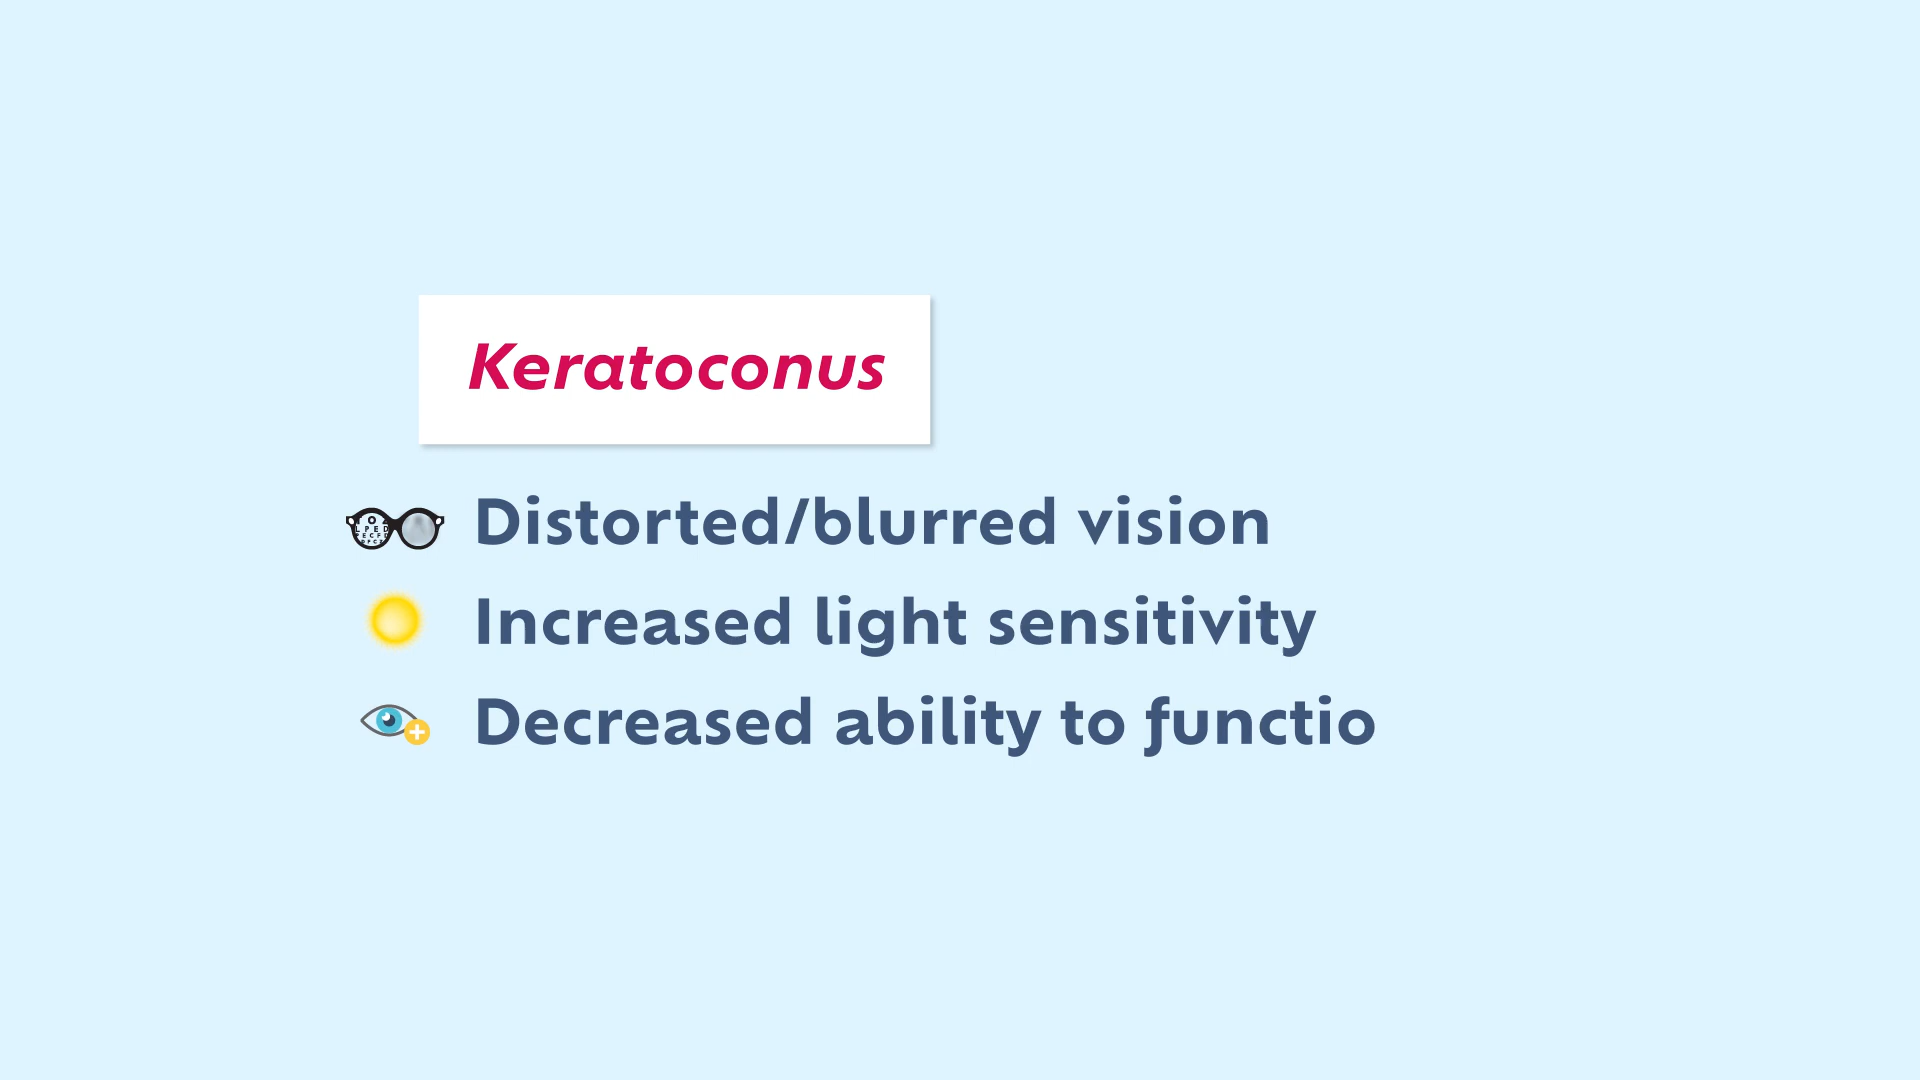 Keratoconus
Distorted/blurred vision
Increased light sensitivity
Decreased ability to functio